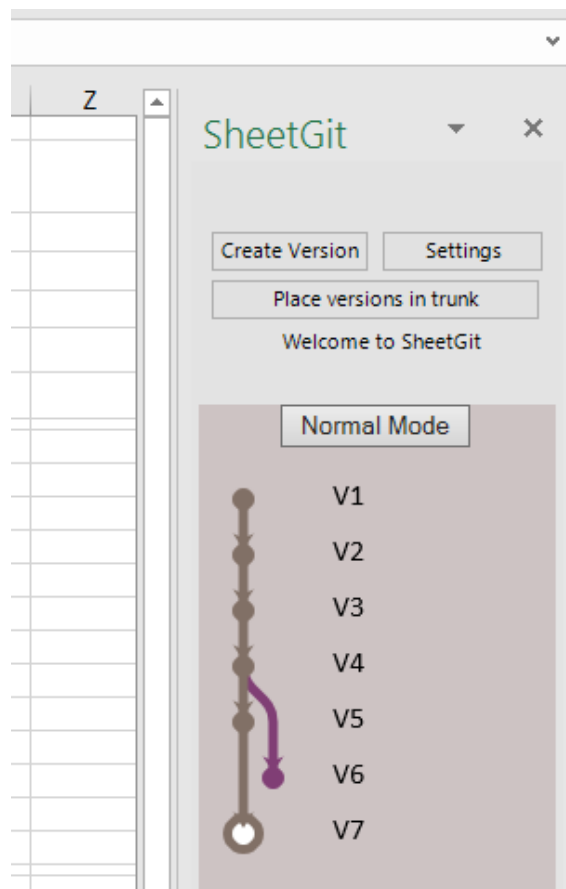 Z
SheetGit
Create Version Settings
Place versions in trunk
Welcome to SheetGit
Normal Mode
V1
V2
V3
V4
V5
V6
V7